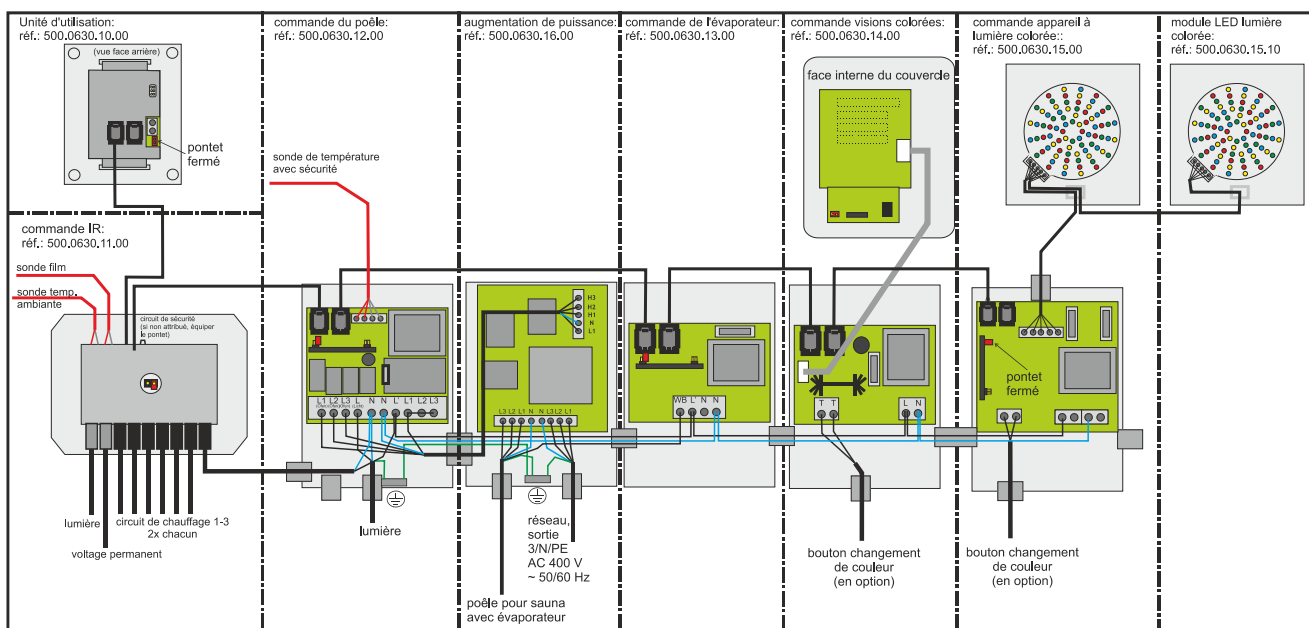 Unité d'utilisation:
réf.: 500.0630.10.00
(vue face arrière)
pontet
fermé
commande IR:
réf.: 500.0630.11.00
sonde film
sonde temp.
ambiante
circuit de sécurité
(si non attribué, équiper
le pontet)
lumière
voltage permanent
circuit de chauffage 1-3
2x chacun
commande du poêle:
réf.: 500.0630.12.00
sonde de température
avec sécurité
L1 L2 L3 L N N L' L1 L2 L3
lumière
augmentation de puissance:
réf.: 500.0630.16.00
H3
H2
H1
N
L1
L3 L2 L1 N N L3 L2 L1
réseau,
sortie
3/N/PE
AC 400 V
~ 50/60 Hz
poêle pour sauna
avec évaporateur
commande de l'évaporateur:
réf.: 500.0630.13.00
WB L' N N
commande visions colorées:
réf.: 500.0630.14.00
face interne du couvercle
T T
L N
bouton changement
de couleur
(en option)
commande appareil à
lumière colorée::
réf.: 500.0630.15.00
pontet
fermé
bouton changement
de couleur
(en option)
module LED lumière
colorée:
réf.: 500.0630.15.10